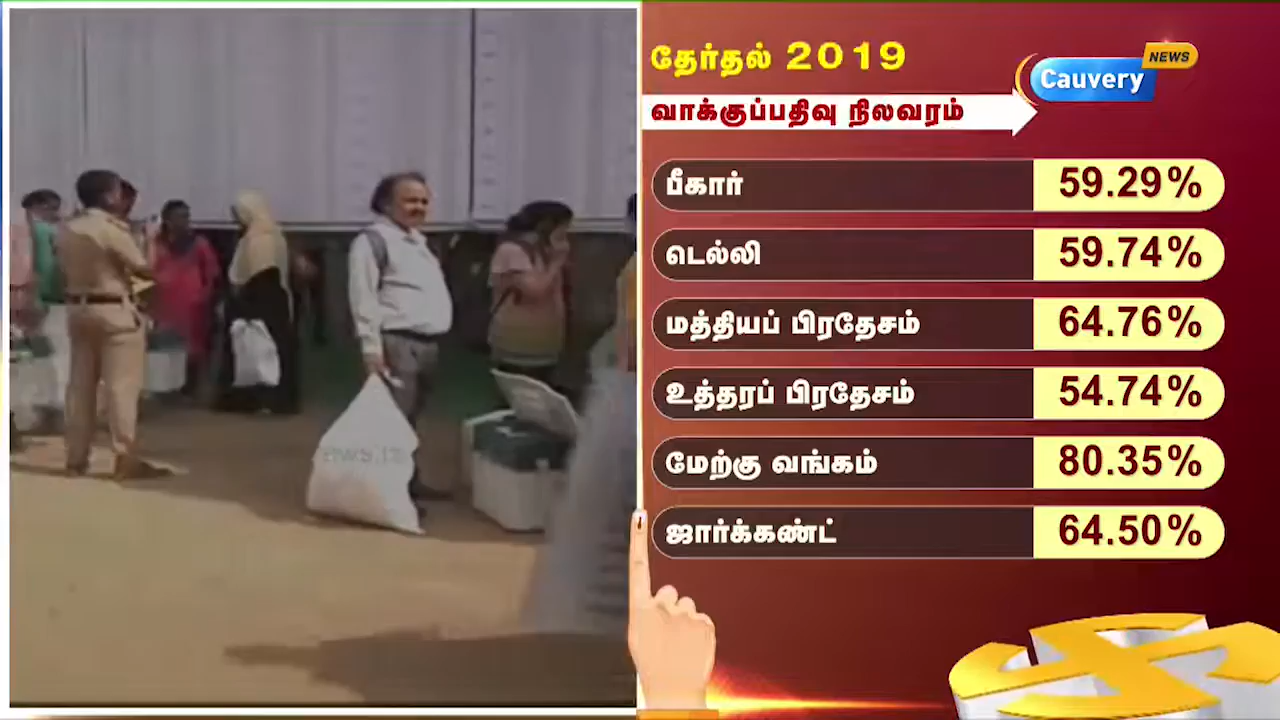 தேர்தல் 2019
NEWS
Cauvery
வாக்குப்பதிவு நிலவரம்
பீகார் 59.29%
டெல்லி 59.74%
மத்தியப் பிரதேசம் 64.76%
உத்தரப் பிரதேசம் 54.74%
மேற்கு வங்கம் 80.35%
ஜார்க்கண்ட் 64.50%